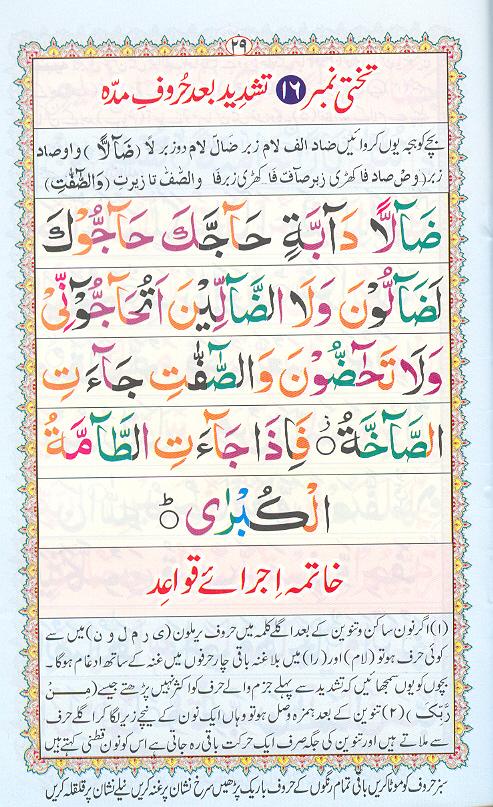 ۲۹
تختی نمبر ۱۶ تشدید بعد حُروفِ مدّہ
بچے کو ہجے یوں کروائیں ضاد الف لام زبر ضَالّ لام دو زبر لاً (ضَآلًّا) واو صاد
زبر (وَصْ صاد فا کھڑی زبر صآفّ فا کھڑی زبر فا والصّٰفّٰ تا زیر تِ (وَالصّٰٓفّٰتِ)
ضَآلًّا دَآبَّةٍ حَآجَّكَ حَآجُّوْكَ
لَضَآلُّوْنَ وَلَا الضَّآلِّيْنَ اَتُحَآجُّوْٓنِّيْ
وَلَا تَحٰٓضُّوْنَ وَالصّٰٓفّٰتِ جَآءَتِ
الصَّآخَّةُ ز فَاِذَا جَآءَتِ الطَّآمَّةُ
الْكُبْرٰى ط
خاتمہ اِجرائے قواعد
(۱) اگر نون ساکن و تنوین کے بعد اگلے کلمہ میں حروف یرملون (ی ر م ل و ن) میں سے
کوئی حرف ہو تو (لام) اور (را) میں بلا غنہ باقی چار حرفوں میں غنہ کے ساتھ ادغام ہوگا۔
بچوں کو یوں سمجھائیں کہ تشدید سے پہلے جزم والے حرف کو اکثر نہیں پڑھتے جیسے (مِنْ
رَّبِّكَ) (۲) تنوین کے بعد ہمزہ وصل ہو تو وہاں ایک نون کے نیچے زیر لگا کر اگلے حرف
سے ملاتے ہیں اور تنوین کی جگہ صرف ایک حرکت باقی رہ جاتی ہے اس کو نون قطنی کہتے ہیں
سبز حرف کو موٹا کریں باقی تمام رنگوں کے حروف باریک پڑھیں سرخ نشان پر غنہ کریں نیلے نشان پر قلقلہ کریں